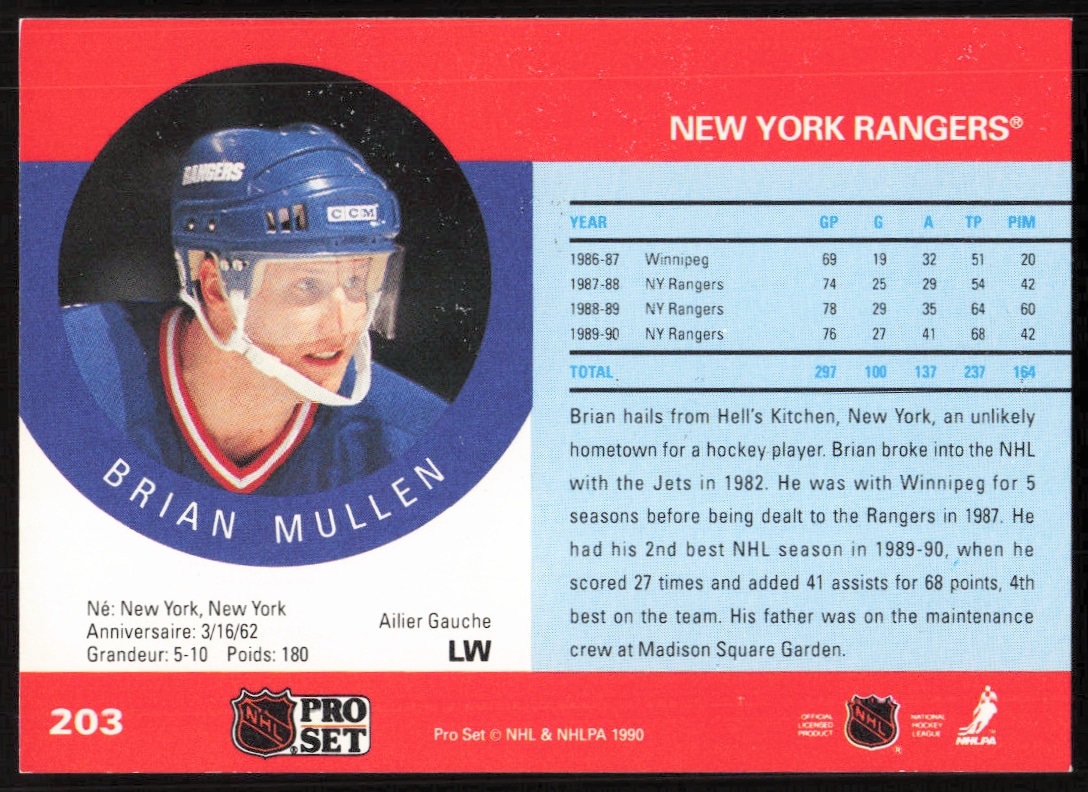 NEW YORK RANGERS®
RANGERS
CCM
BRIAN MULLEN
YEAR GP G A TP PIM
1986-87 Winnipeg 69 19 32 51 20
1987-88 NY Rangers 74 25 29 54 42
1988-89 NY Rangers 78 29 35 64 60
1989-90 NY Rangers 76 27 41 68 42
TOTAL 297 100 137 237 164
Brian hails from Hell's Kitchen, New York, an unlikely
hometown for a hockey player. Brian broke into the NHL
with the Jets in 1982. He was with Winnipeg for 5
seasons before being dealt to the Rangers in 1987. He
had his 2nd best NHL season in 1989-90, when he
scored 27 times and added 41 assists for 68 points, 4th
best on the team. His father was on the maintenance
crew at Madison Square Garden.
Né: New York, New York
Anniversaire: 3/16/62
Grandeur: 5-10 Poids: 180
Ailier Gauche
LW
203
NHL
PRO
SET
®
Pro Set © NHL & NHLPA 1990
OFFICIAL
LICENSED
PRODUCT
NHL
®
NATIONAL
HOCKEY
LEAGUE
NHLPA